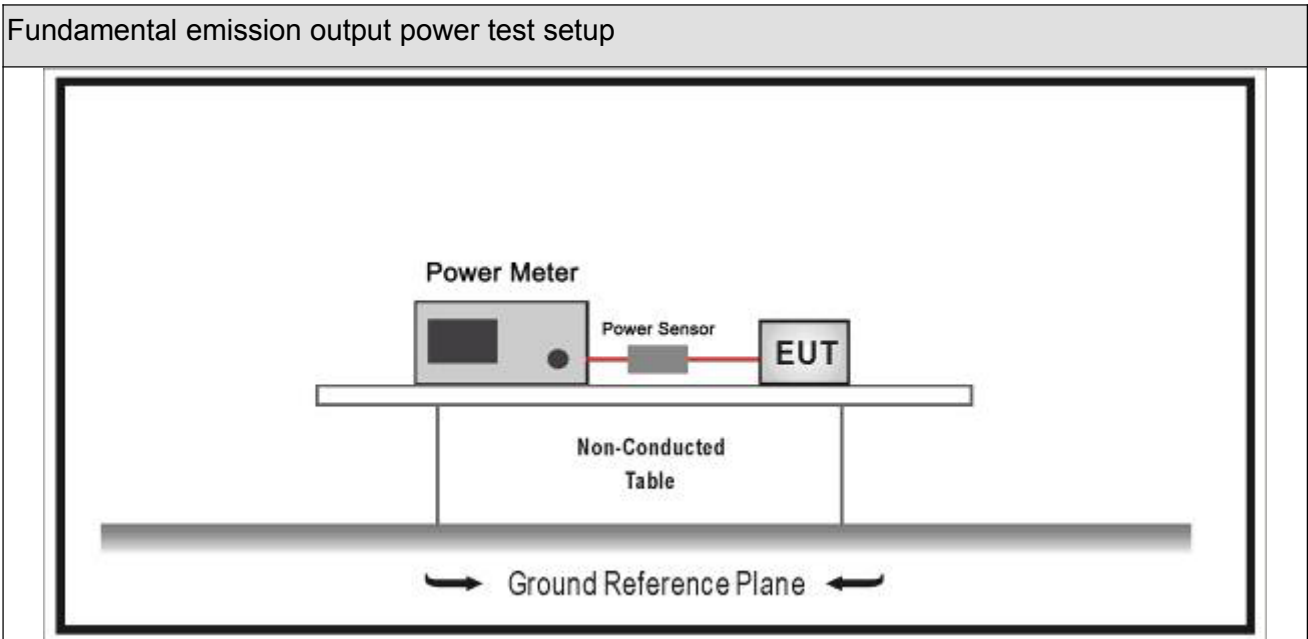 Fundamental emission output power test setup
Power Meter
Power Sensor
EUT
Non-Conducted
Table
Ground Reference Plane